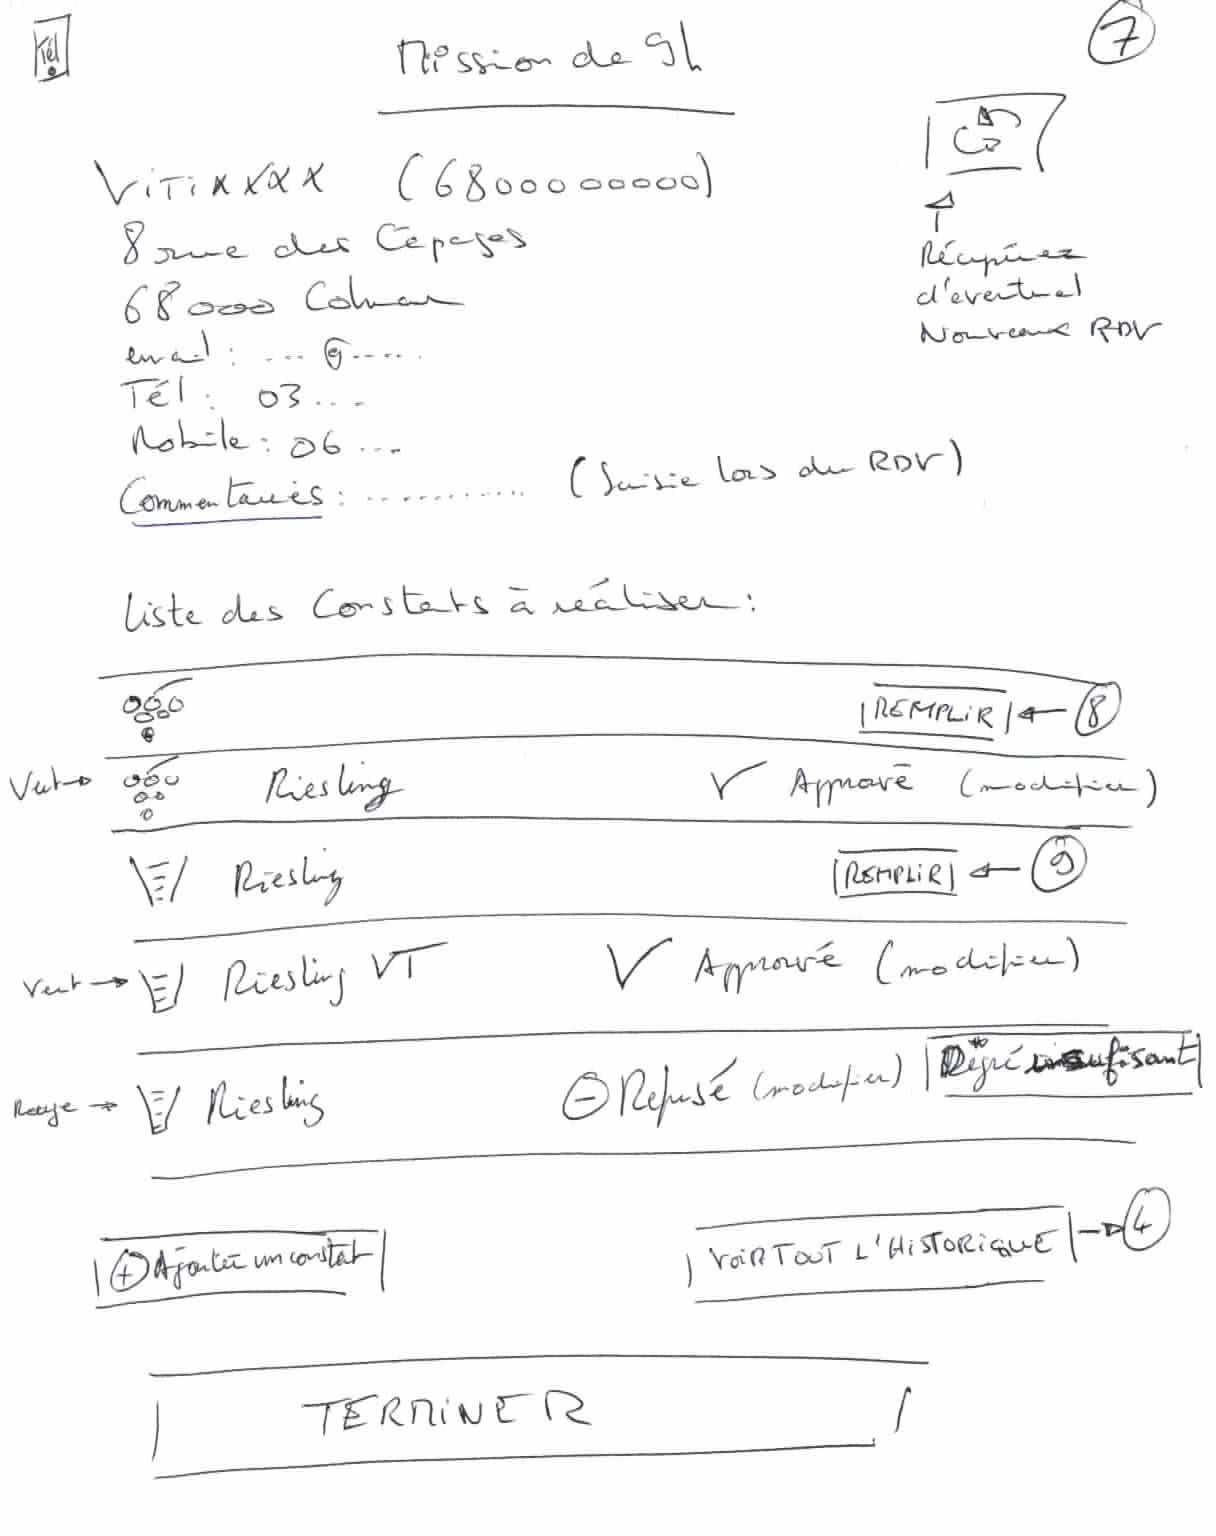 Tél
Mission de 9h
7
VITIXXXX (6800000000)
8 rue des Cépages
68000 Colmar
email : ... @ .....
Tél : 03 ....
Mobile : 06 ....
Commentaires : ........... (Saisie lors du RDV)
Récupérez
d'eventuel
Nouveaux RDV
Liste des Constats à réaliser :
REMPLIR ← 8
Vert → Riesling ✓ Approuvé (modifier)
Riesling REMPLIR ← 9
Vert → Riesling VT ✓ Approuvé (modifier)
Rouge → Riesling Refusé (modifier) Degré insuffisant
+ Ajouter un constat
VOIR TOUT L'HISTORIQUE → 4
TERMINER